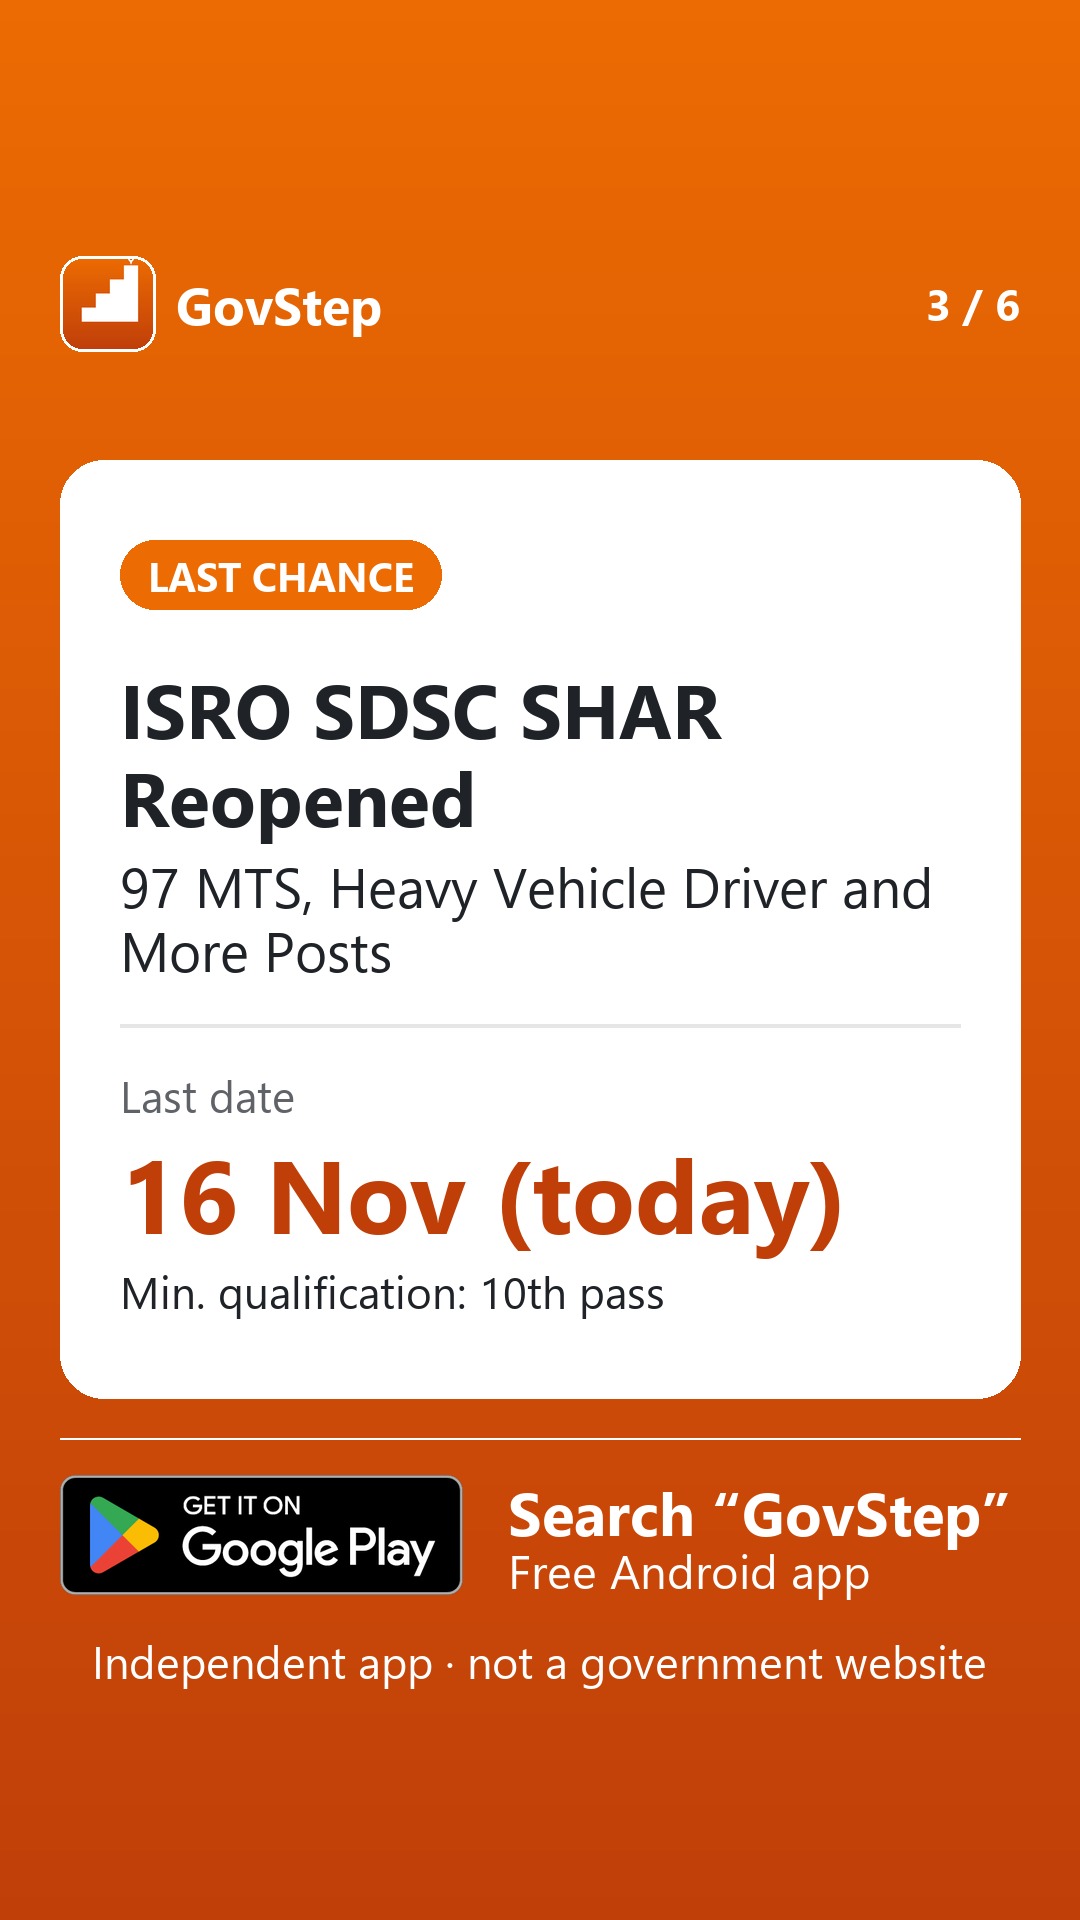 GovStep
3 / 6
LAST CHANCE
ISRO SDSC SHAR
Reopened
97 MTS, Heavy Vehicle Driver and
More Posts
Last date
16 Nov (today)
Min. qualification: 10th pass
GET IT ON
Google Play
Search “GovStep”
Free Android app
Independent app · not a government website